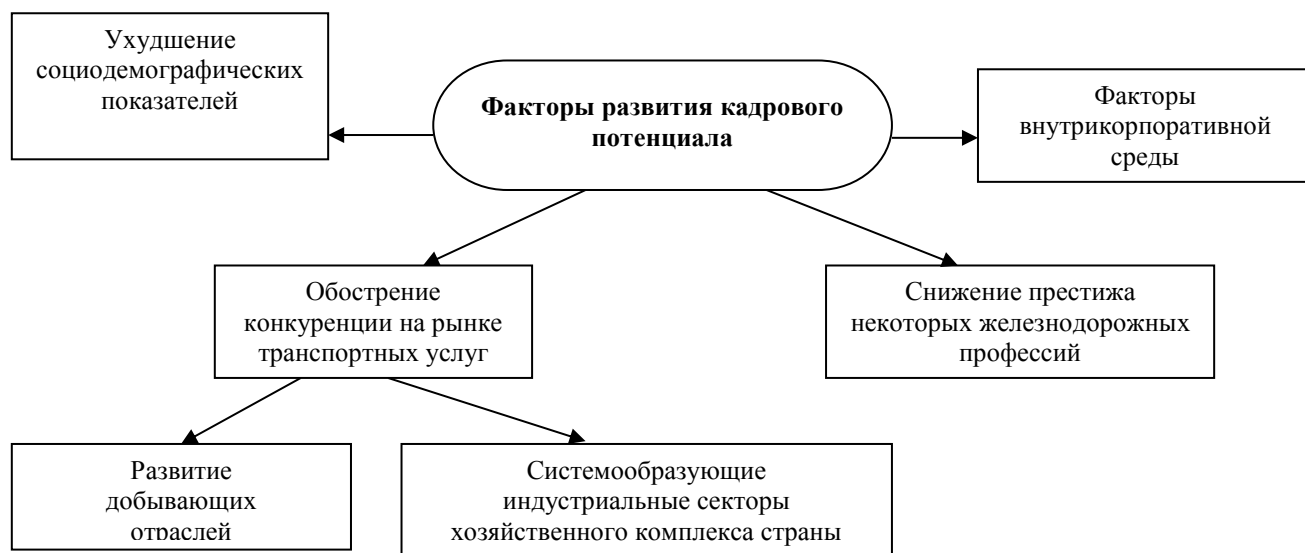 Ухудшение
социодемографических
показателей
Факторы развития кадрового
потенциала
Факторы
внутрикорпоративной
среды
Обострение
конкуренции на рынке
транспортных услуг
Снижение престижа
некоторых железнодорожных
профессий
Развитие
добывающих
отраслей
Системообразующие
индустриальные секторы
хозяйственного комплекса страны